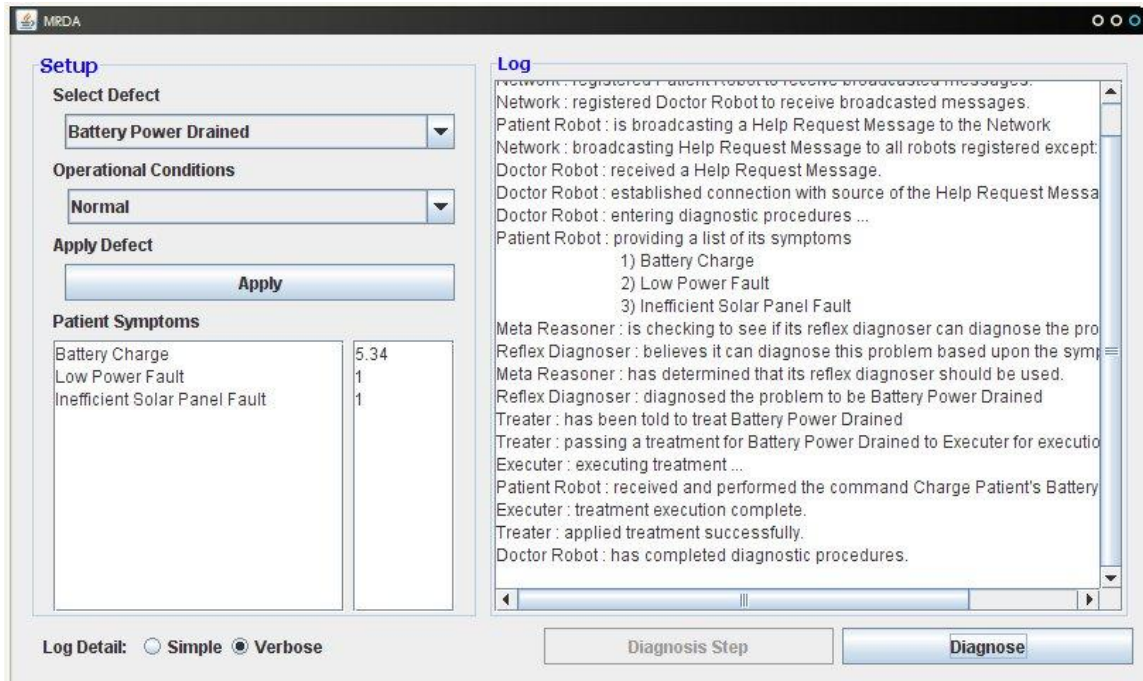 MRDA
Setup
Select Defect
Battery Power Drained
Operational Conditions
Normal
Apply Defect
Apply
Patient Symptoms
Battery Charge 5.34
Low Power Fault 1
Inefficient Solar Panel Fault 1
Log Detail: Simple Verbose
Log
Network : registered Patient Robot to receive broadcasted messages.
Network : registered Doctor Robot to receive broadcasted messages.
Patient Robot : is broadcasting a Help Request Message to the Network
Network : broadcasting Help Request Message to all robots registered except:
Doctor Robot : received a Help Request Message.
Doctor Robot : established connection with source of the Help Request Messa
Doctor Robot : entering diagnostic procedures ...
Patient Robot : providing a list of its symptoms
1) Battery Charge
2) Low Power Fault
3) Inefficient Solar Panel Fault
Meta Reasoner : is checking to see if its reflex diagnoser can diagnose the pro
Reflex Diagnoser : believes it can diagnose this problem based upon the symp
Meta Reasoner : has determined that its reflex diagnoser should be used.
Reflex Diagnoser : diagnosed the problem to be Battery Power Drained
Treater : has been told to treat Battery Power Drained
Treater : passing a treatment for Battery Power Drained to Executer for executio
Executer : executing treatment ...
Patient Robot : received and performed the command Charge Patient's Battery
Executer : treatment execution complete.
Treater : applied treatment successfully.
Doctor Robot : has completed diagnostic procedures.
Diagnosis Step
Diagnose